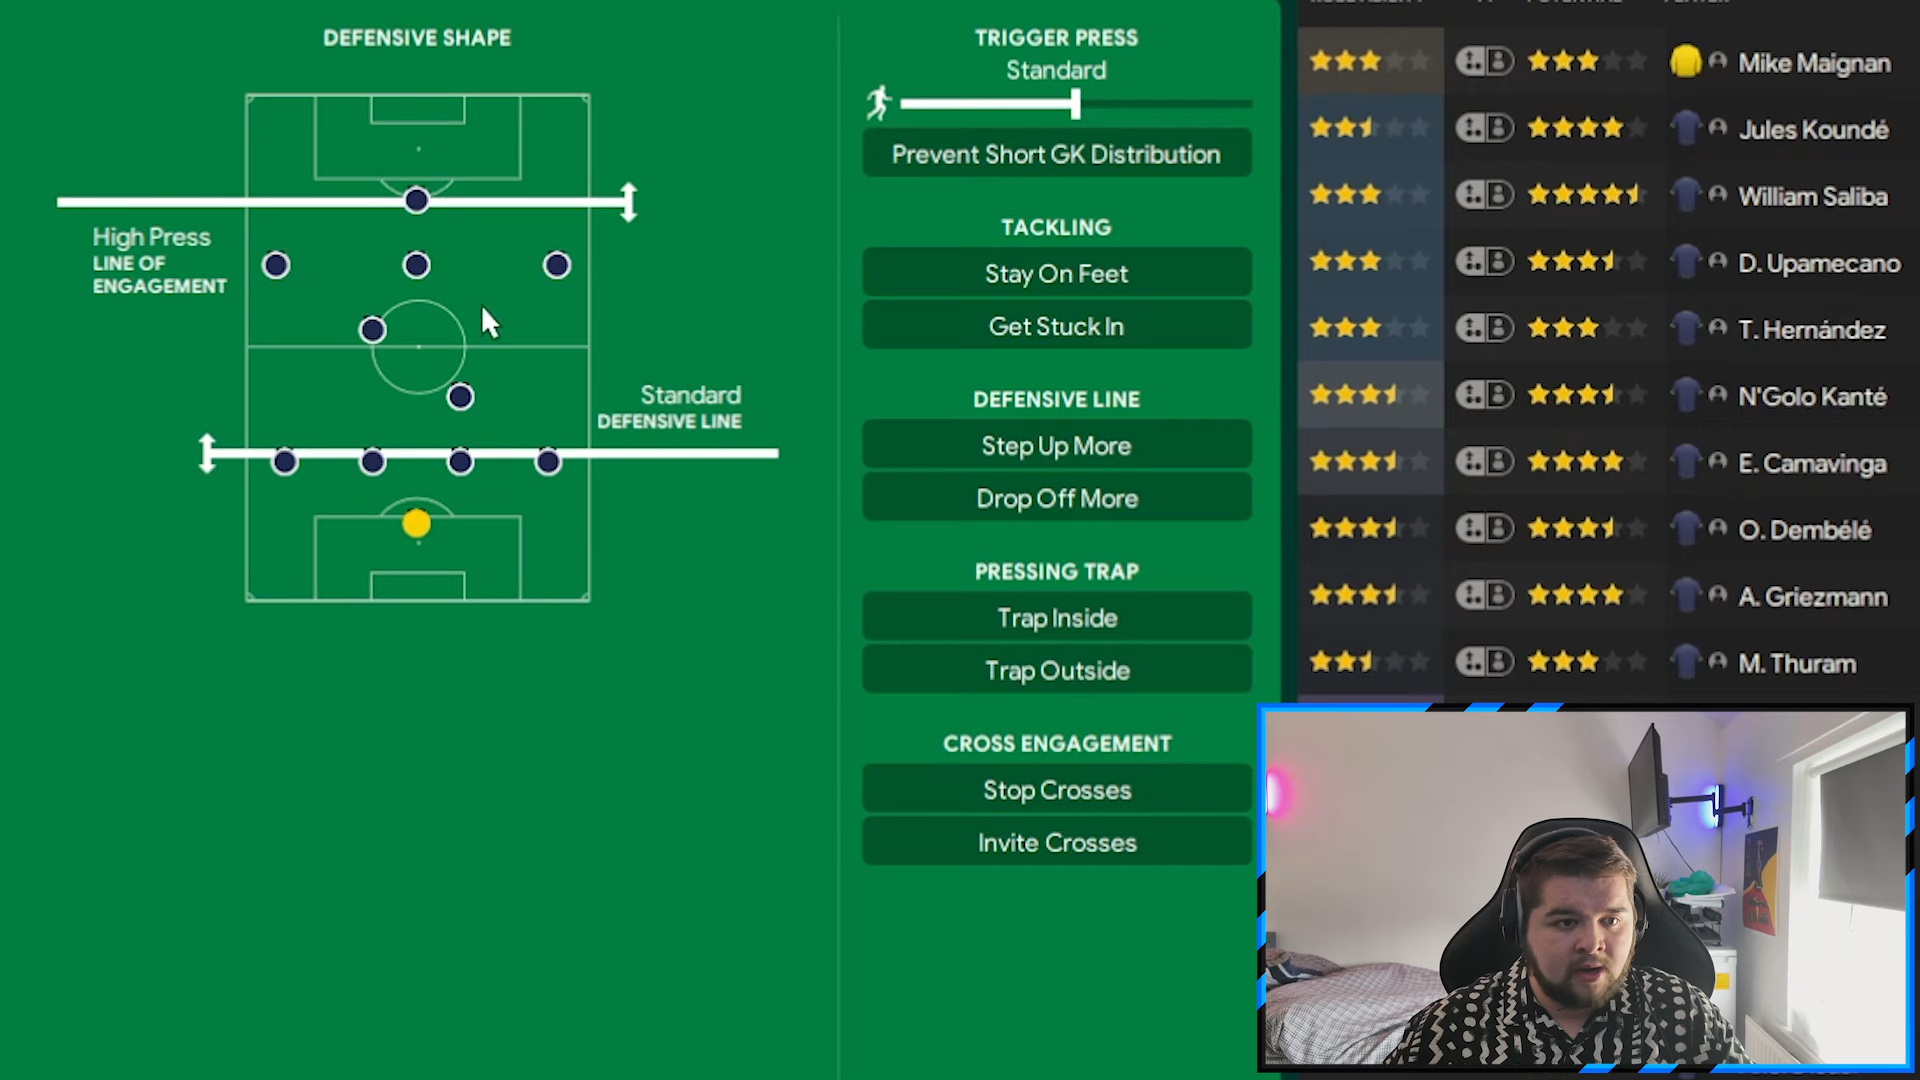 DEFENSIVE SHAPE
High Press
LINE OF
ENGAGEMENT
Standard
DEFENSIVE LINE
TRIGGER PRESS
Standard
Prevent Short GK Distribution
TACKLING
Stay On Feet
Get Stuck In
DEFENSIVE LINE
Step Up More
Drop Off More
PRESSING TRAP
Trap Inside
Trap Outside
CROSS ENGAGEMENT
Stop Crosses
Invite Crosses
Mike Maignan
Jules Koundé
William Saliba
D. Upamecano
T. Hernández
N'Golo Kanté
E. Camavinga
O. Dembélé
A. Griezmann
M. Thuram